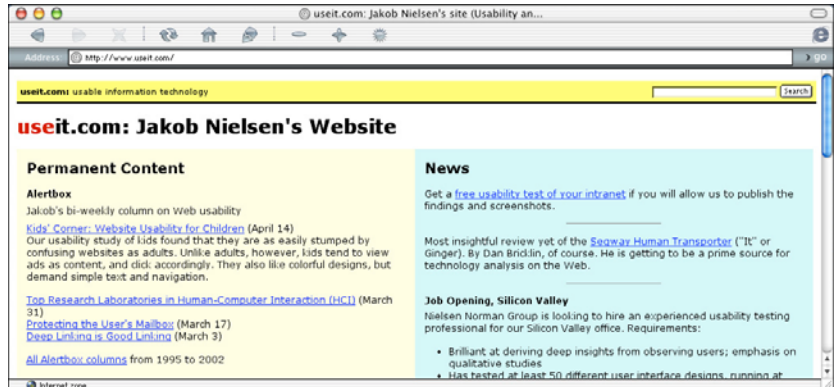 useit.com: Jakob Nielsen's site (Usability an...
Address: http://www.useit.com/
go
useit.com: usable information technology
Search
useit.com: Jakob Nielsen's Website
Permanent Content
Alertbox
Jakob's bi-weekly column on Web usability
Kids' Corner: Website Usability for Children (April 14)
Our usability study of kids found that they are as easily stumped by
confusing websites as adults. Unlike adults, however, kids tend to view
ads as content, and click accordingly. They also like colorful designs, but
demand simple text and navigation.
Top Research Laboratories in Human-Computer Interaction (HCI) (March
31)
Protecting the User's Mailbox (March 17)
Deep Linking is Good Linking (March 3)
All Alertbox columns from 1995 to 2002
News
Get a free usability test of your intranet if you will allow us to publish the
findings and screenshots.
Most insightful review yet of the Segway Human Transporter ("It" or
Ginger). By Dan Bricklin, of course. He is getting to be a prime source for
technology analysis on the Web.
Job Opening, Silicon Valley
Nielsen Norman Group is looking to hire an experienced usability testing
professional for our Silicon Valley office. Requirements:
• Brilliant at deriving deep insights from observing users; emphasis on
qualitative studies
• Has tested at least 50 different user interface designs, running at
Internet zone